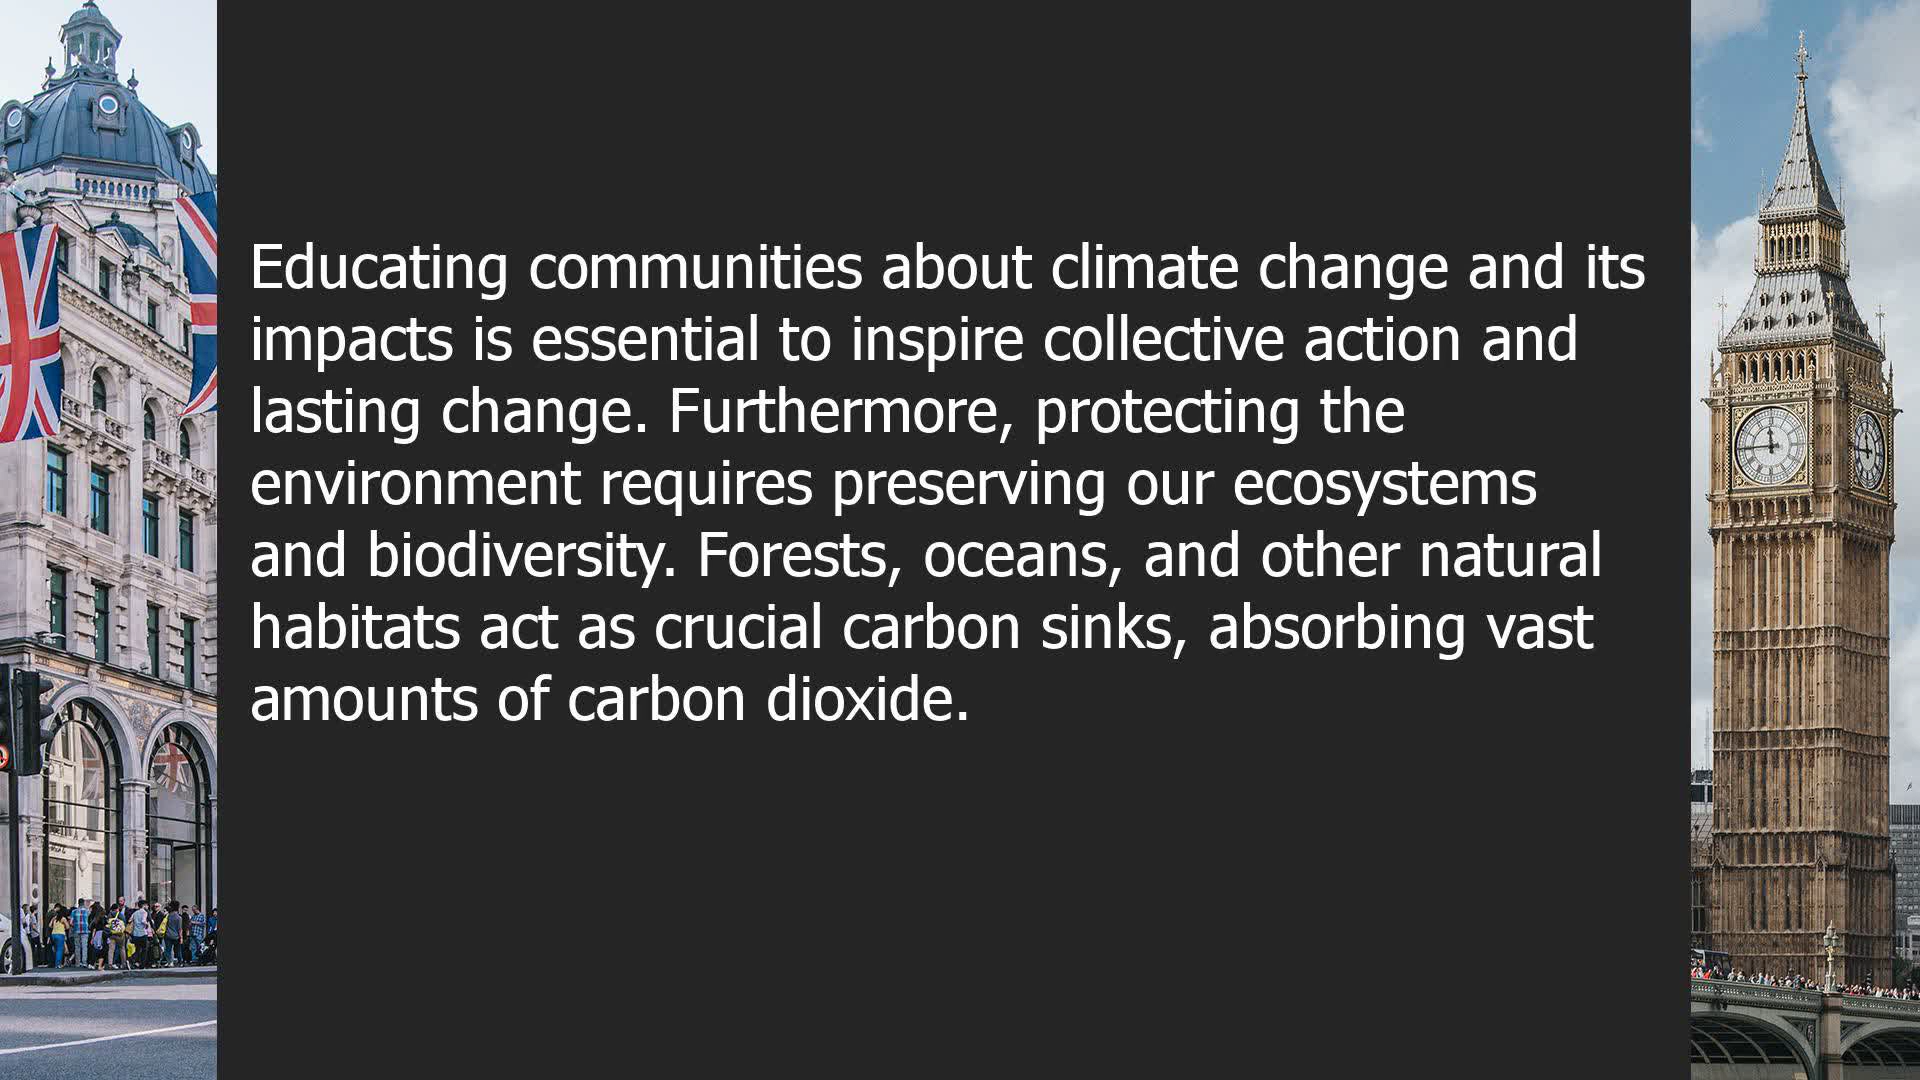 Educating communities about climate change and its
impacts is essential to inspire collective action and
lasting change. Furthermore, protecting the
environment requires preserving our ecosystems
and biodiversity. Forests, oceans, and other natural
habitats act as crucial carbon sinks, absorbing vast
amounts of carbon dioxide.